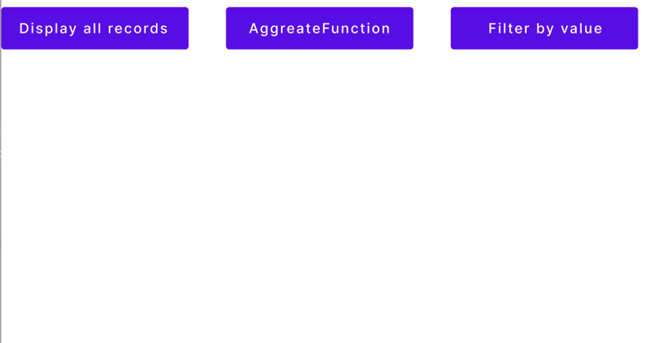 Display all records
AggreateFunction
Filter by value